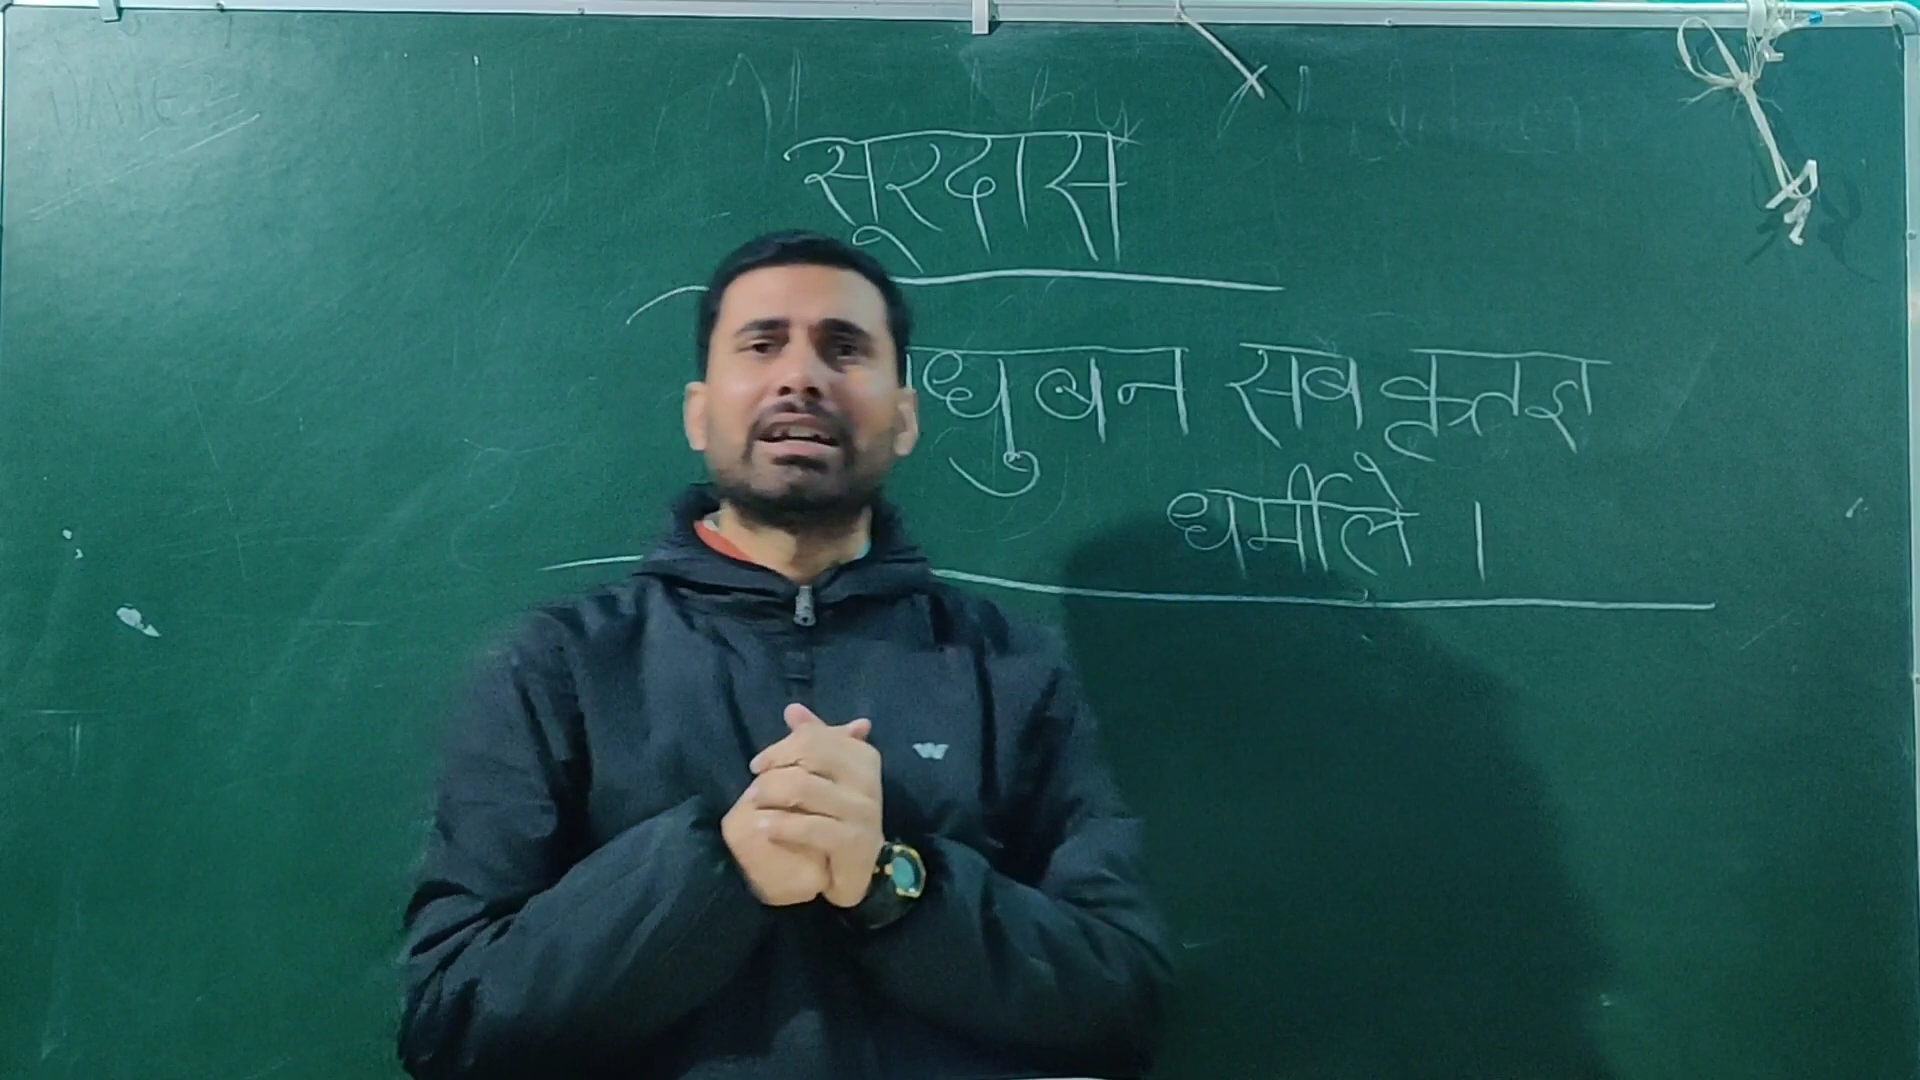 सूरदास
धुबन सब कृतज्ञ
धर्मीले ।